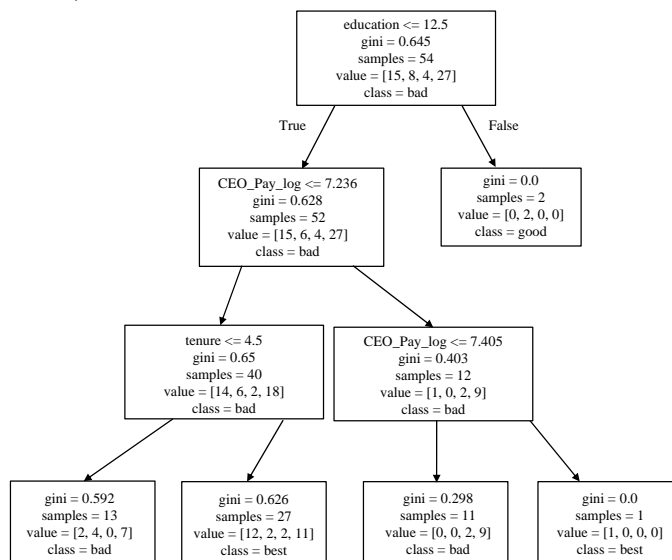 education <= 12.5
gini = 0.645
samples = 54
value = [15, 8, 4, 27]
class = bad
True
False
CEO_Pay_log <= 7.236
gini = 0.628
samples = 52
value = [15, 6, 4, 27]
class = bad
gini = 0.0
samples = 2
value = [0, 2, 0, 0]
class = good
tenure <= 4.5
gini = 0.65
samples = 40
value = [14, 6, 2, 18]
class = bad
CEO_Pay_log <= 7.405
gini = 0.403
samples = 12
value = [1, 0, 2, 9]
class = bad
gini = 0.592
samples = 13
value = [2, 4, 0, 7]
class = bad
gini = 0.626
samples = 27
value = [12, 2, 2, 11]
class = best
gini = 0.298
samples = 11
value = [0, 0, 2, 9]
class = bad
gini = 0.0
samples = 1
value = [1, 0, 0, 0]
class = best